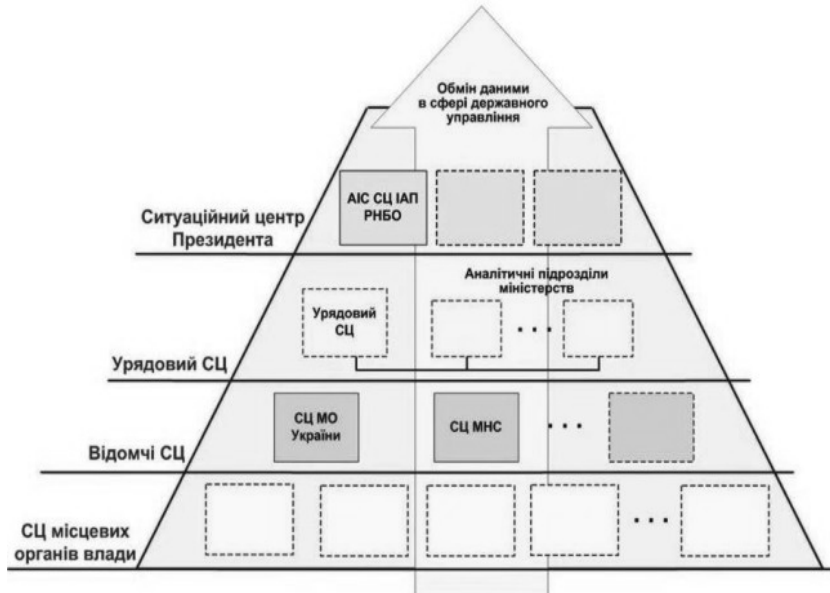 Обмін даними
в сфері державного
управління
АІС СЦ ІАП
РНБО
Ситуаційний центр
Президента
Аналітичні підрозділи
міністерств
Урядовий
СЦ
Урядовий СЦ
СЦ МО
України
СЦ МНС
Відомчі СЦ
СЦ місцевих
органів влади